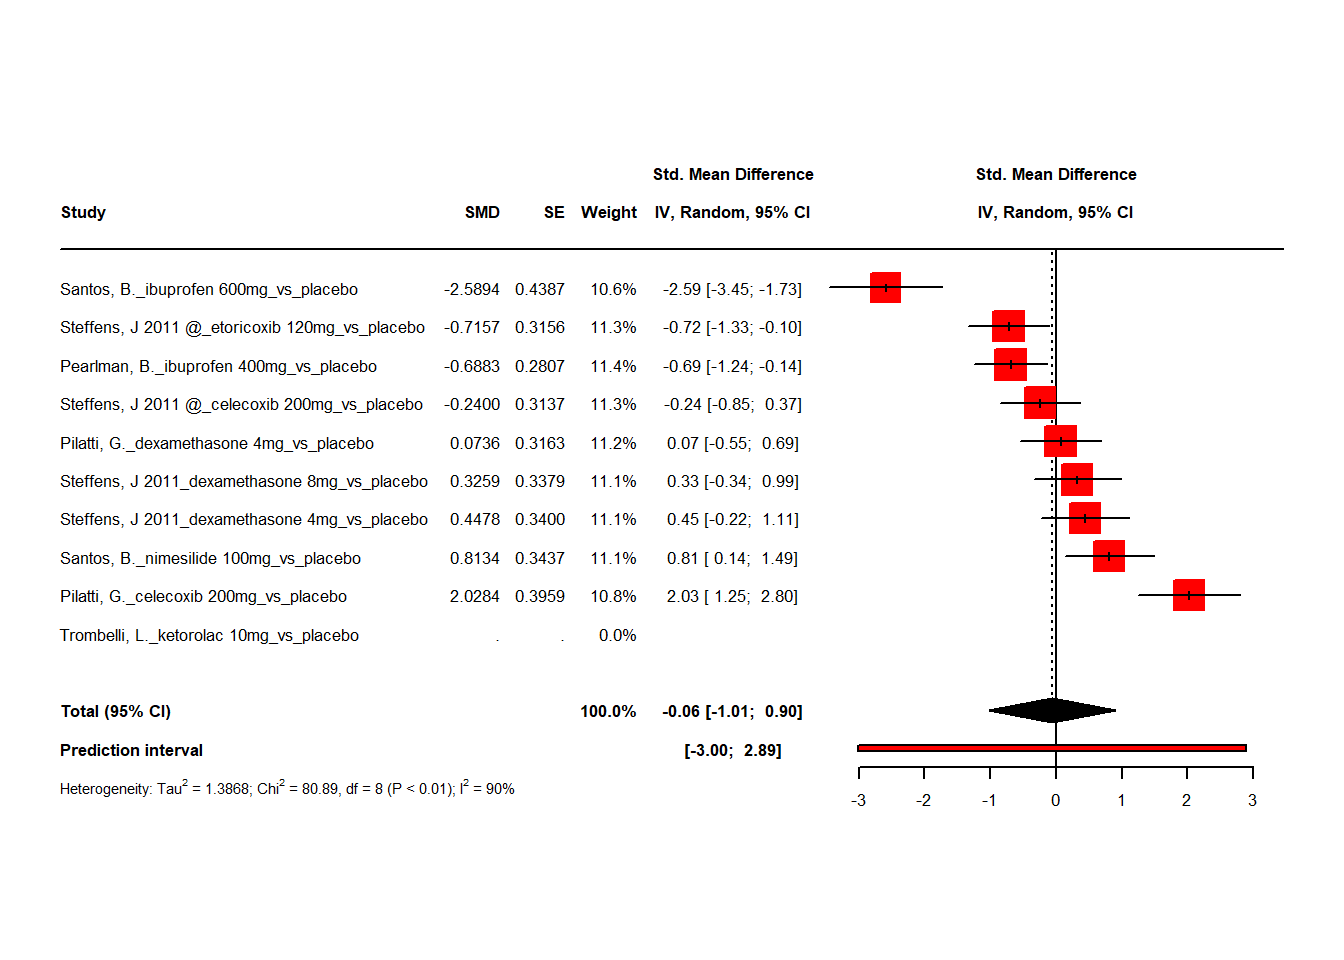 Std. Mean Difference Std. Mean Difference
Study SMD SE Weight IV, Random, 95% CI IV, Random, 95% CI
Santos, B._ibuprofen 600mg_vs_placebo -2.5894 0.4387 10.6% -2.59 [-3.45; -1.73]
Steffens, J 2011 @_etoricoxib 120mg_vs_placebo -0.7157 0.3156 11.3% -0.72 [-1.33; -0.10]
Pearlman, B._ibuprofen 400mg_vs_placebo -0.6883 0.2807 11.4% -0.69 [-1.24; -0.14]
Steffens, J 2011 @_celecoxib 200mg_vs_placebo -0.2400 0.3137 11.3% -0.24 [-0.85; 0.37]
Pilatti, G._dexamethasone 4mg_vs_placebo 0.0736 0.3163 11.2% 0.07 [-0.55; 0.69]
Steffens, J 2011_dexamethasone 8mg_vs_placebo 0.3259 0.3379 11.1% 0.33 [-0.34; 0.99]
Steffens, J 2011_dexamethasone 4mg_vs_placebo 0.4478 0.3400 11.1% 0.45 [-0.22; 1.11]
Santos, B._nimesilide 100mg_vs_placebo 0.8134 0.3437 11.1% 0.81 [ 0.14; 1.49]
Pilatti, G._celecoxib 200mg_vs_placebo 2.0284 0.3959 10.8% 2.03 [ 1.25; 2.80]
Trombelli, L._ketorolac 10mg_vs_placebo . . 0.0%
Total (95% CI) 100.0% -0.06 [-1.01; 0.90]
Prediction interval [-3.00; 2.89]
Heterogeneity: Tau² = 1.3868; Chi² = 80.89, df = 8 (P < 0.01); I² = 90%
-3 -2 -1 0 1 2 3